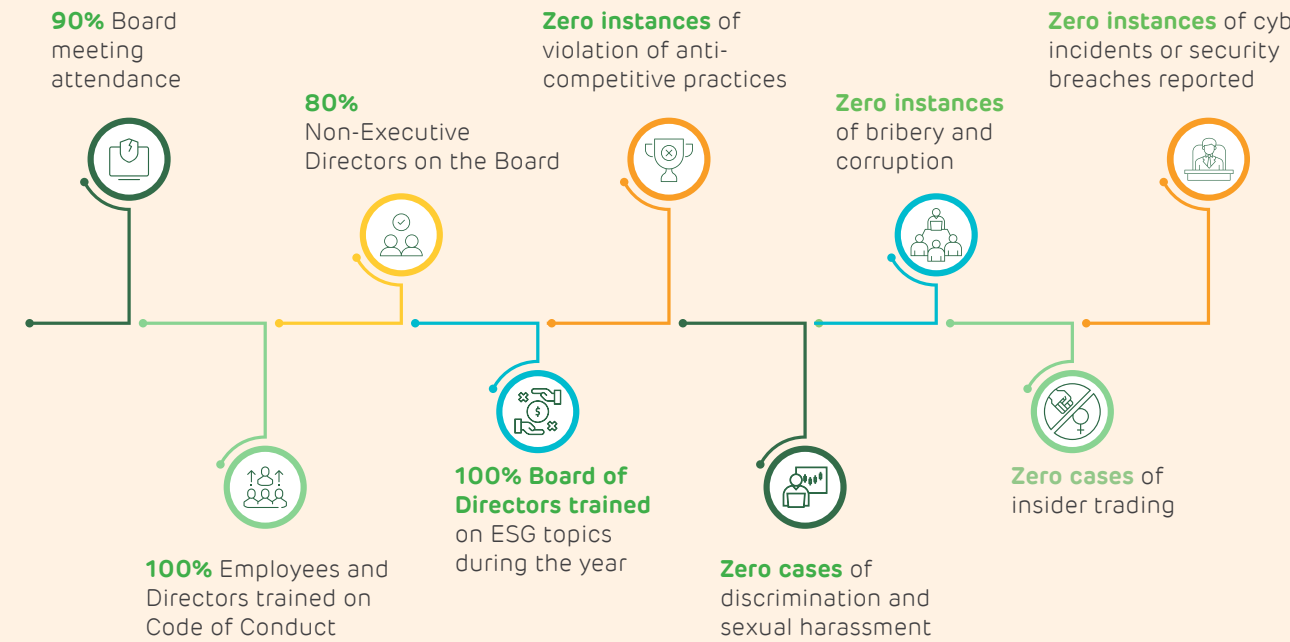 90% Board
meeting
attendance
100% Employees and
Directors trained on
Code of Conduct
80%
Non-Executive
Directors on the Board
100% Board of
Directors trained
on ESG topics
during the year
Zero instances of
violation of anti-
competitive practices
Zero cases of
discrimination and
sexual harassment
Zero instances
of bribery and
corruption
Zero cases of
insider trading
Zero instances of
incidents or security
breaches reported